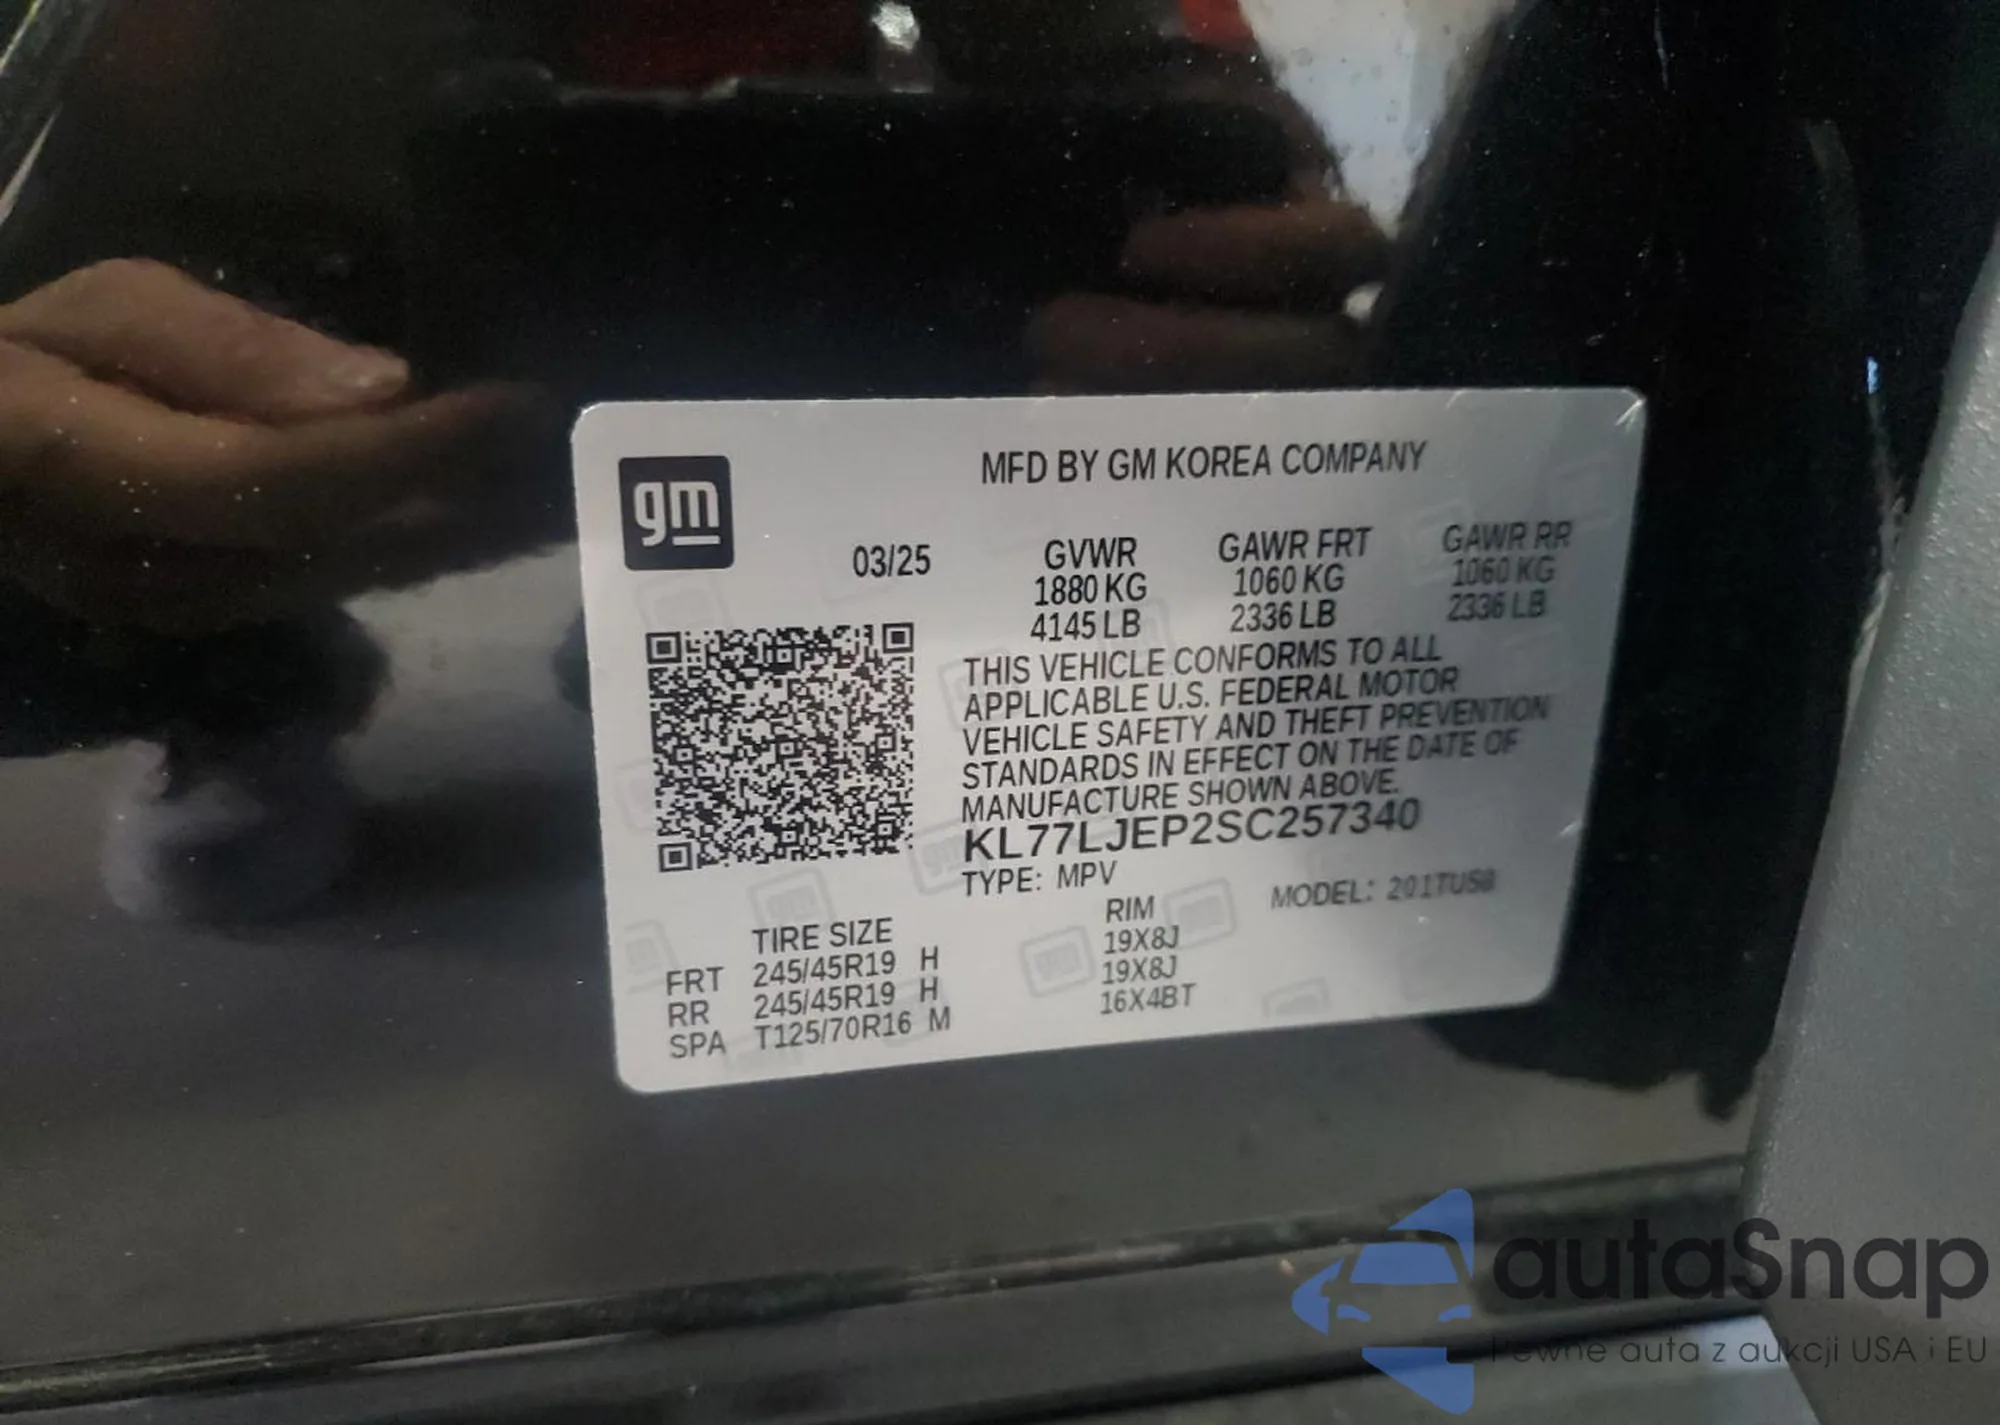 gm
MFD BY GM KOREA COMPANY
03/25 GVWR GAWR FRT GAWR RR
1880 KG 1060 KG 1060 KG
4145 LB 2336 LB 2336 LB
THIS VEHICLE CONFORMS TO ALL
APPLICABLE U.S. FEDERAL MOTOR
VEHICLE SAFETY AND THEFT PREVENTION
STANDARDS IN EFFECT ON THE DATE OF
MANUFACTURE SHOWN ABOVE.
KL77LJEP2SC257340
TYPE: MPV MODEL: 201TUS8
TIRE SIZE RIM
FRT 245/45R19 H 19X8J
RR 245/45R19 H 19X8J
SPA T125/70R16 M 16X4BT
autaSnap
Pewne auta z aukcji USA i EU